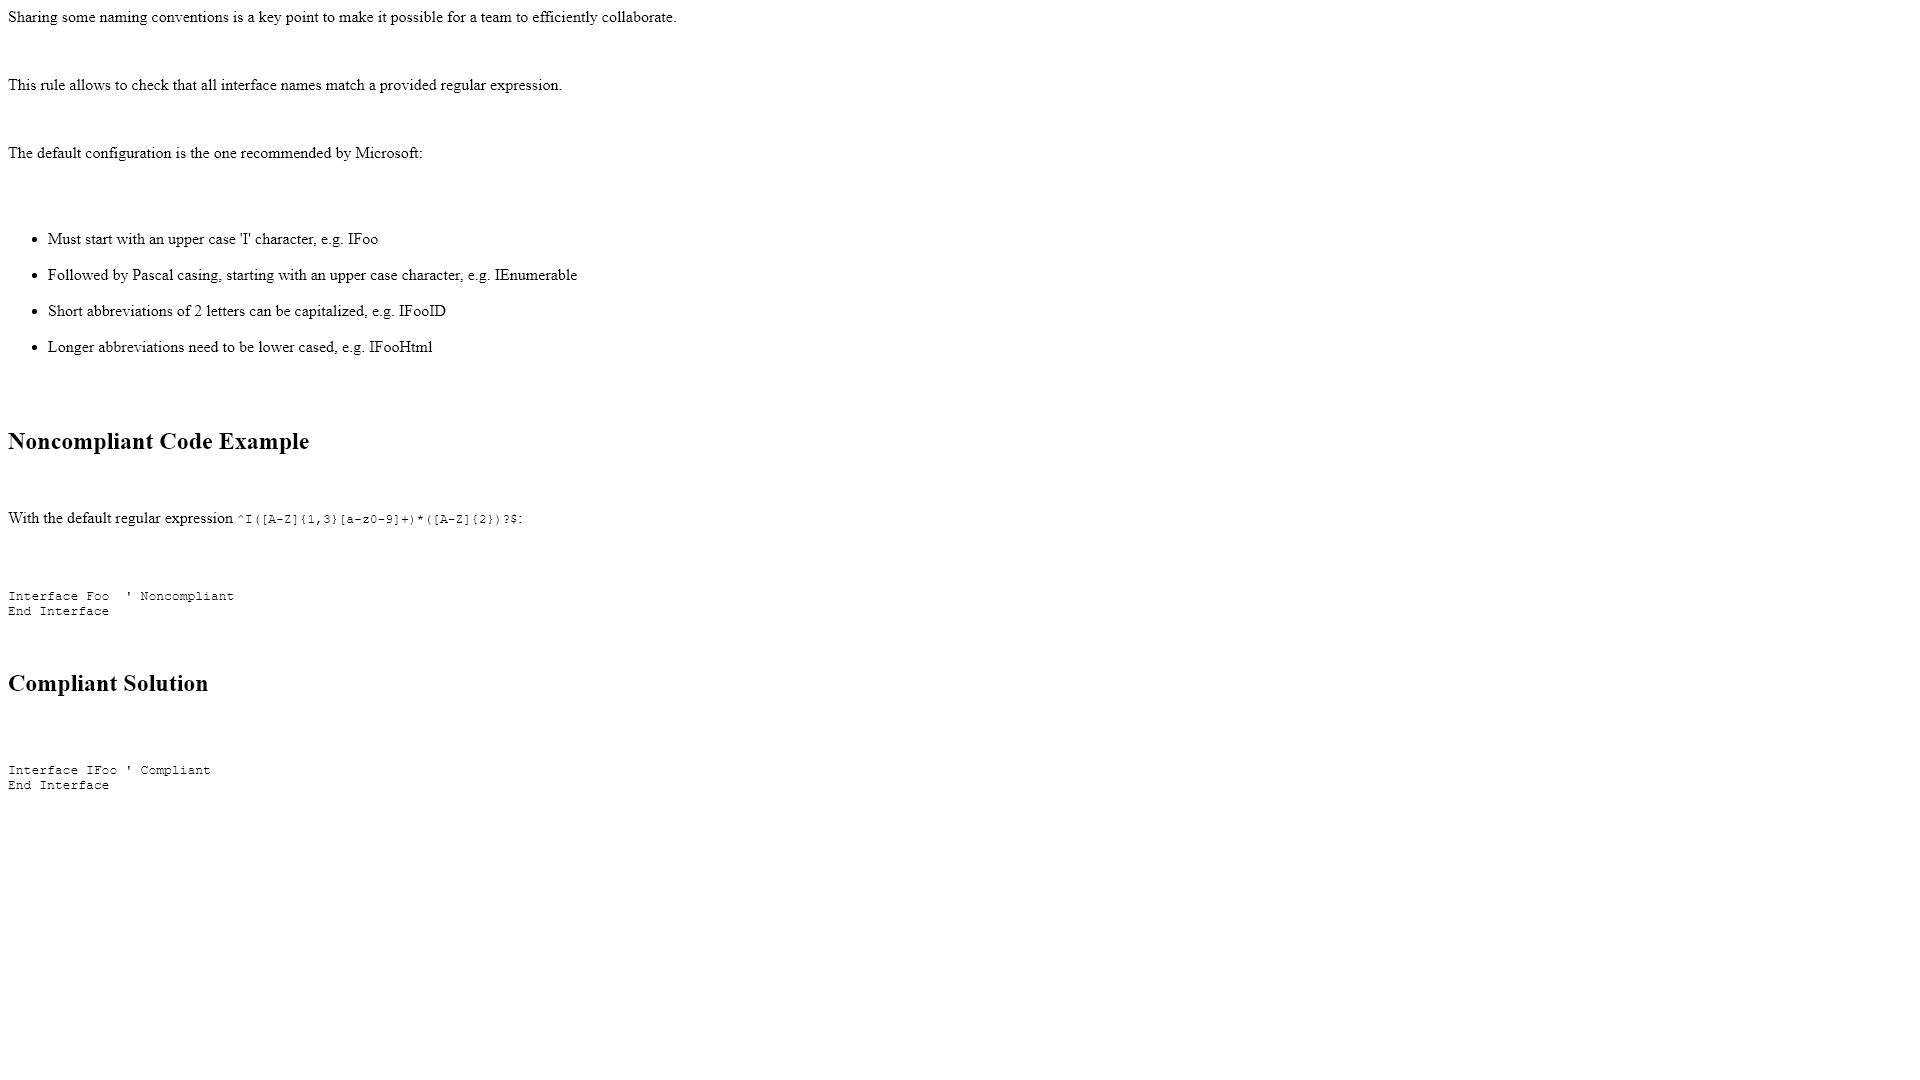 Sharing some naming conventions is a key point to make it possible for a team to efficiently collaborate.
This rule allows to check that all interface names match a provided regular expression.
The default configuration is the one recommended by Microsoft:
• Must start with an upper case 'I' character, e.g. IFoo
• Followed by Pascal casing, starting with an upper case character, e.g. IEnumerable
• Short abbreviations of 2 letters can be capitalized, e.g. IFooID
• Longer abbreviations need to be lower cased, e.g. IFooHtml
Noncompliant Code Example
With the default regular expression ^I([A-Z]{1,3}[a-z0-9]+)*([A-Z]{2})?$:
Interface Foo  ' Noncompliant
End Interface
Compliant Solution
Interface IFoo ' Compliant
End Interface